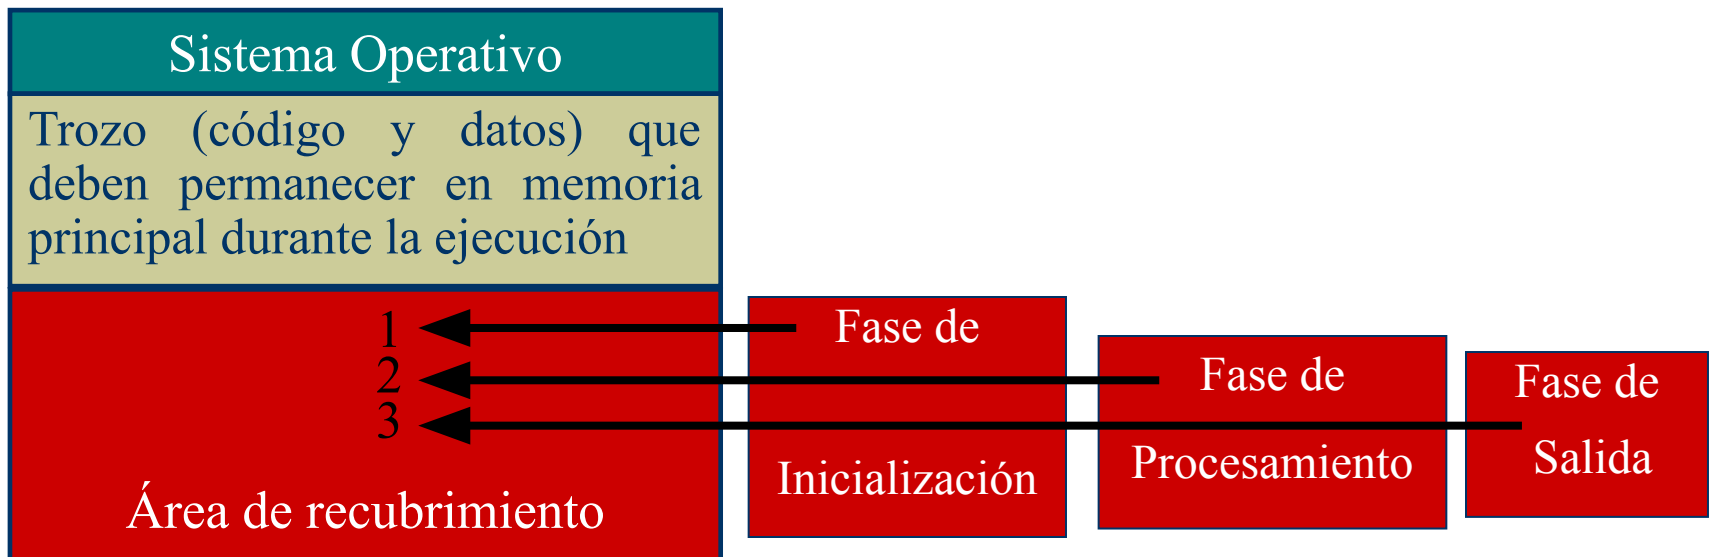 Sistema Operativo
Trozo (código y datos) que
deben permanecer en memoria
principal durante la ejecución
1
2
3
Área de recubrimiento
Fase de
Inicialización
Fase de
Procesamiento
Fase de
Salida